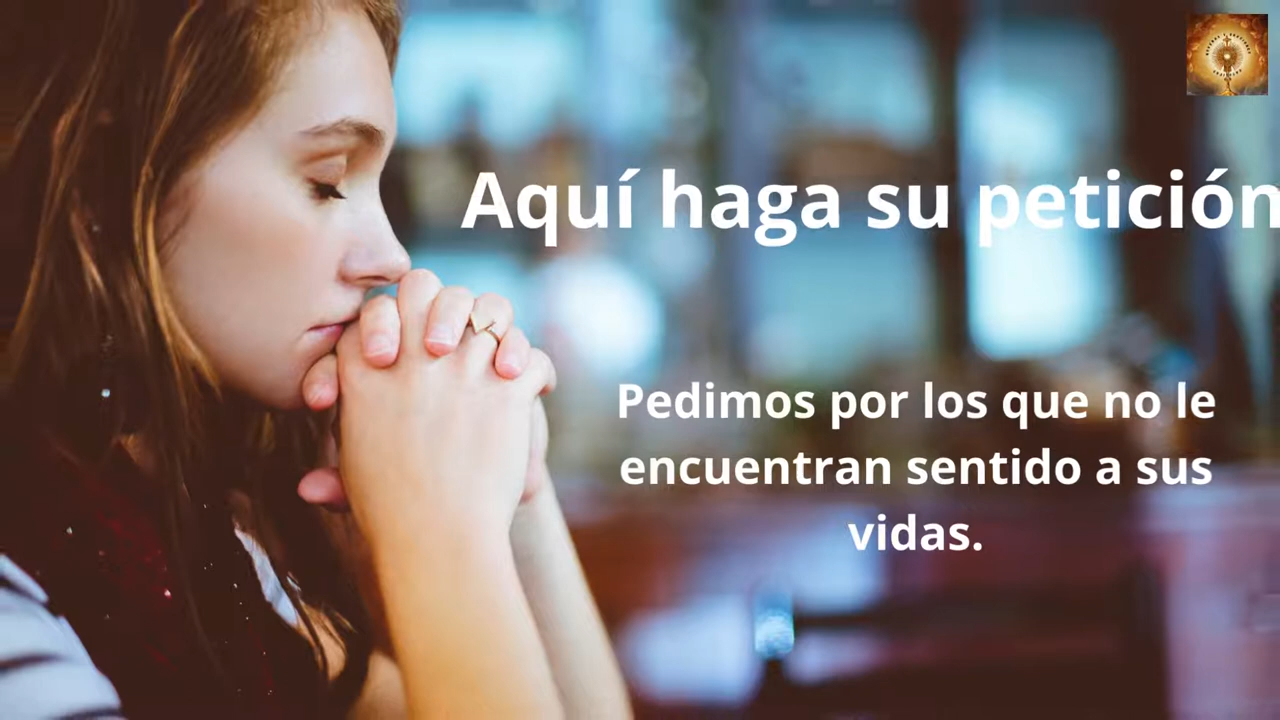 Aquí haga su petición
Pedimos por los que no le
encuentran sentido a sus
vidas.